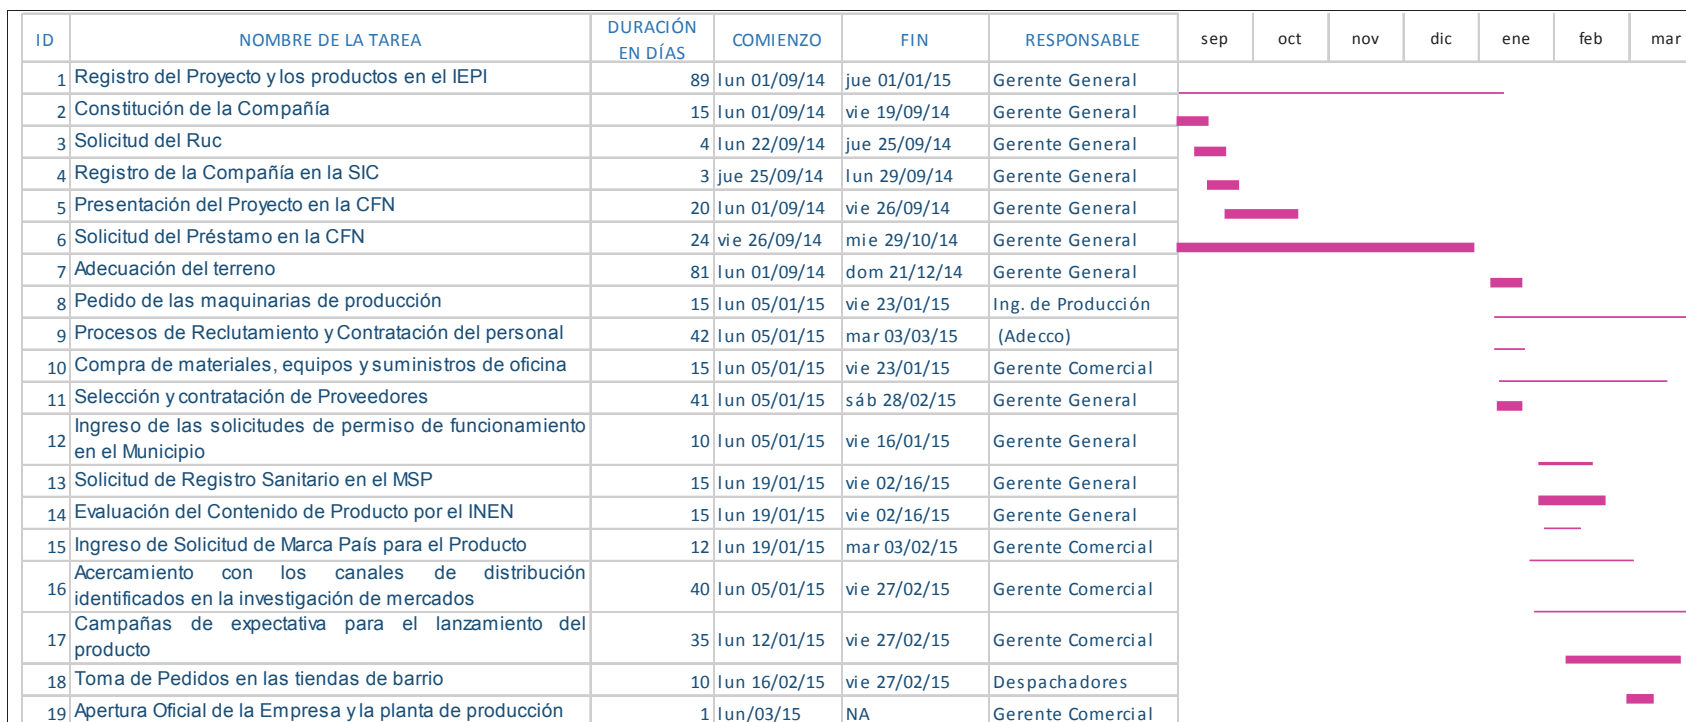 ID NOMBRE DE LA TAREA DURACIÓN EN DÍAS COMIENZO FIN RESPONSABLE sep oct nov dic ene feb mar
1 Registro del Proyecto y los productos en el IEPI 89 lun 01/09/14 jue 01/01/15 Gerente General
2 Constitución de la Compañía 15 lun 01/09/14 vie 19/09/14 Gerente General
3 Solicitud del Ruc 4 lun 22/09/14 jue 25/09/14 Gerente General
4 Registro de la Compañía en la SIC 3 jue 25/09/14 lun 29/09/14 Gerente General
5 Presentación del Proyecto en la CFN 20 lun 01/09/14 vie 26/09/14 Gerente General
6 Solicitud del Préstamo en la CFN 24 vie 26/09/14 mie 29/10/14 Gerente General
7 Adecuación del terreno 81 lun 01/09/14 dom 21/12/14 Gerente General
8 Pedido de las maquinarias de producción 15 lun 05/01/15 vie 23/01/15 Ing. de Producción
9 Procesos de Reclutamiento y Contratación del personal 42 lun 05/01/15 mar 03/03/15 (Adecco)
10 Compra de materiales, equipos y suministros de oficina 15 lun 05/01/15 vie 23/01/15 Gerente Comercial
11 Selección y contratación de Proveedores 41 lun 05/01/15 sáb 28/02/15 Gerente General
12 Ingreso de las solicitudes de permiso de funcionamiento
en el Municipio 10 lun 05/01/15 vie 16/01/15 Gerente General
13 Solicitud de Registro Sanitario en el MSP 15 lun 19/01/15 vie 02/16/15 Gerente General
14 Evaluación del Contenido de Producto por el INEN 15 lun 19/01/15 vie 02/16/15 Gerente General
15 Ingreso de Solicitud de Marca País para el Producto 12 lun 19/01/15 mar 03/02/15 Gerente Comercial
16 Acercamiento con los canales de distribución
identificados en la investigación de mercados 40 lun 05/01/15 vie 27/02/15 Gerente Comercial
17 Campañas de expectativa para el lanzamiento del
producto 35 lun 12/01/15 vie 27/02/15 Gerente Comercial
18 Toma de Pedidos en las tiendas de barrio 10 lun 16/02/15 vie 27/02/15 Despachadores
19 Apertura Oficial de la Empresa y la planta de producción 1 lun/03/15 NA Gerente Comercial